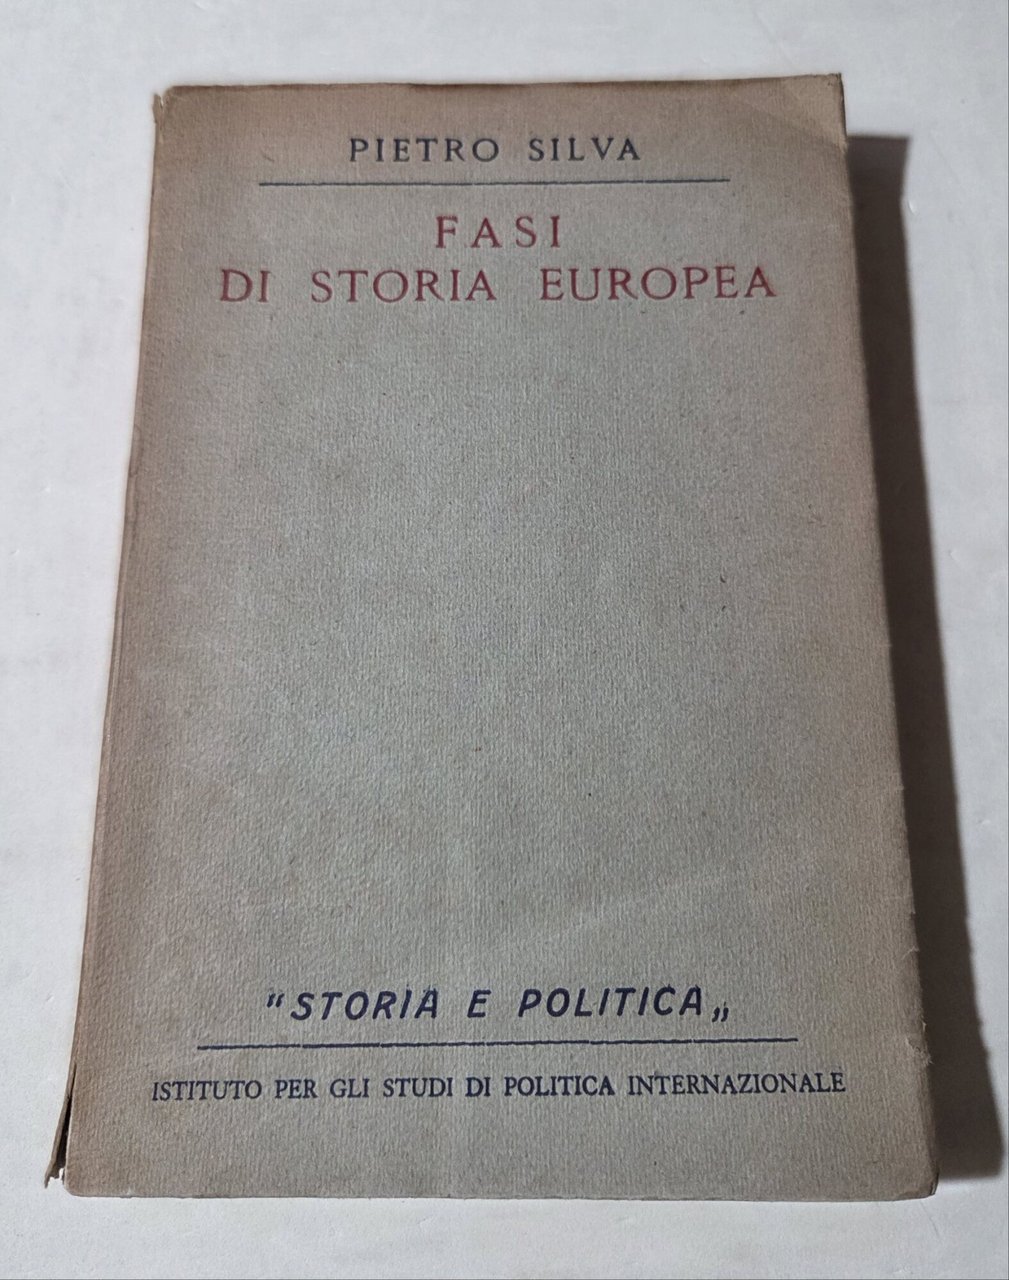 PIETRO SILVA
FASI
DI STORIA EUROPEA
"STORIA E POLITICA„
ISTITUTO PER GLI STUDI DI POLITICA INTERNAZIONALE